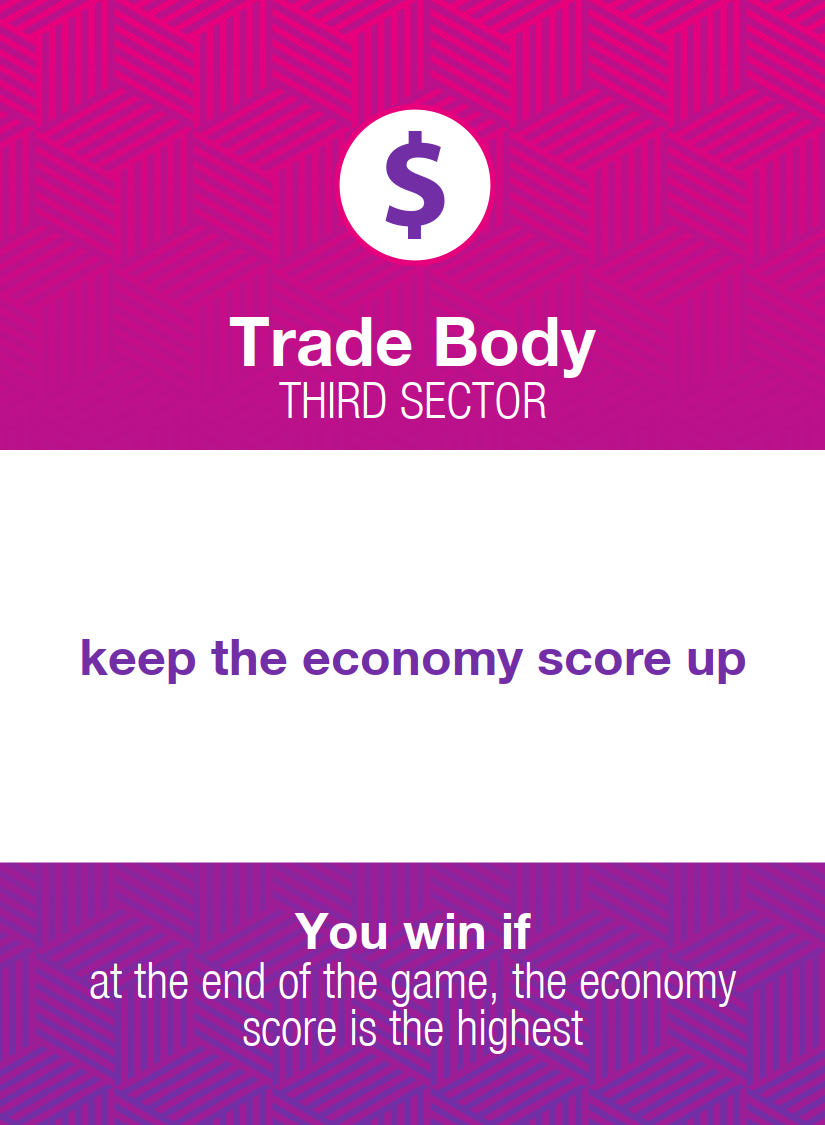 $
Trade Body
THIRD SECTOR
keep the economy score up
You win if
at the end of the game, the economy
score is the highest